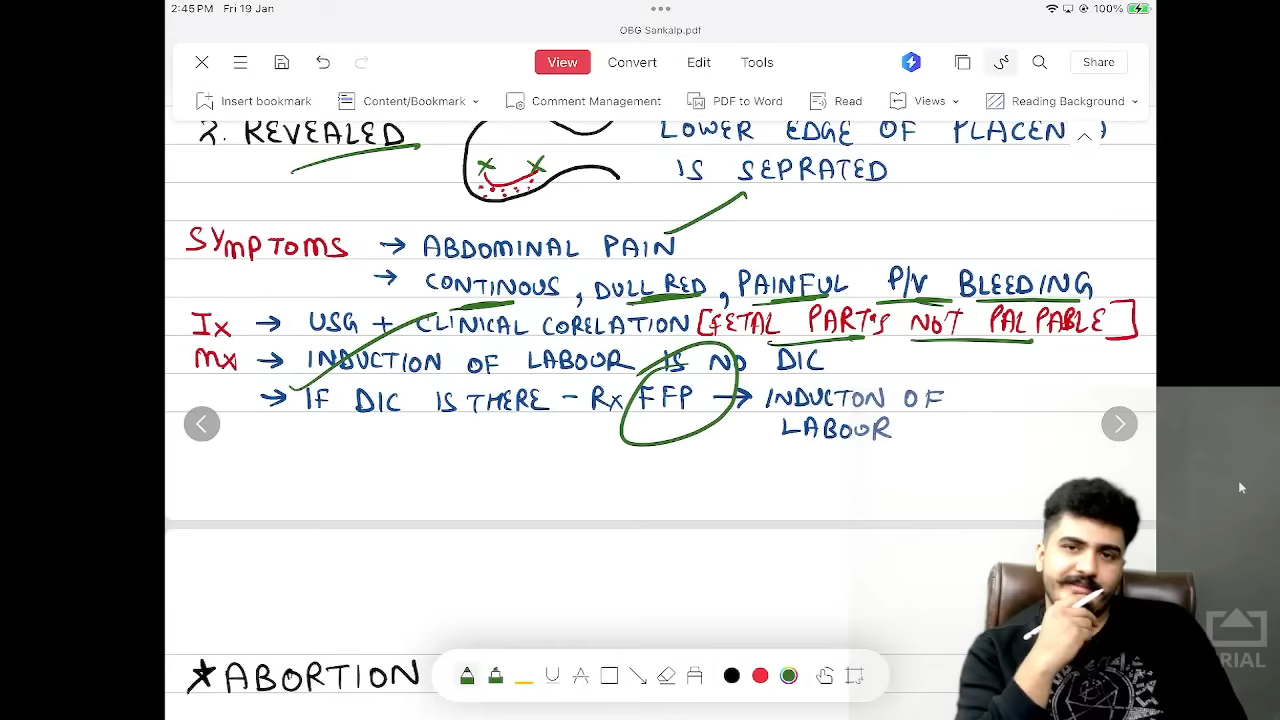 2:45 PM Fri 19 Jan
100%
OBG Sankalp.pdf
View Convert Edit Tools Share
Insert bookmark Content/Bookmark Comment Management PDF to Word Read Views Reading Background
2. REVEALED
LOWER EDGE OF PLACEN
IS SEPRATED
SYMPTOMS → ABDOMINAL PAIN
→ CONTINOUS, DULL RED, PAINFUL P/V BLEEDING
Ix → USG + CLINICAL CORELATION [FETAL PART'S NOT PALPABLE]
Mx → INDUCTION OF LABOUR IS NO DIC
→ IF DIC IS THERE - Rx FFP → INDUCTON OF
LABOUR
★ ABORTION